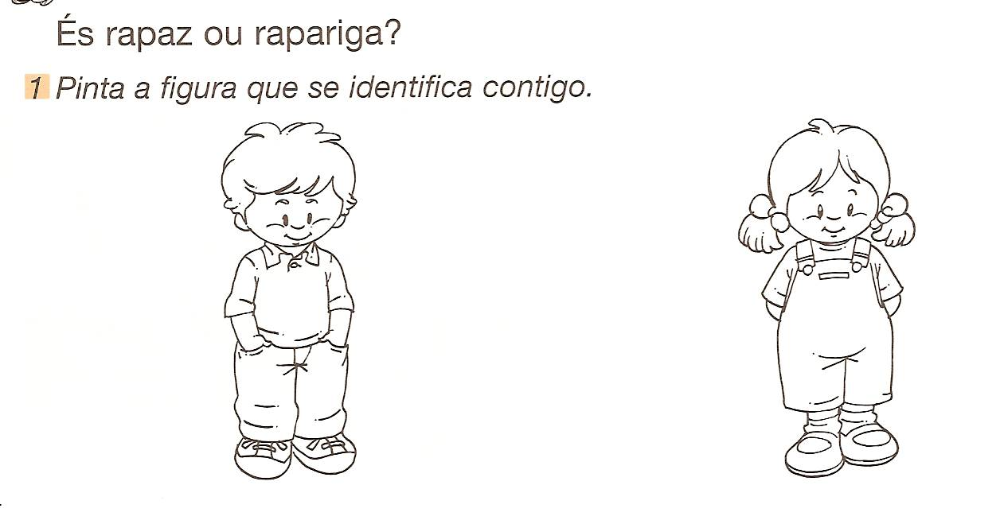 És rapaz ou rapariga?
1 Pinta a figura que se identifica contigo.